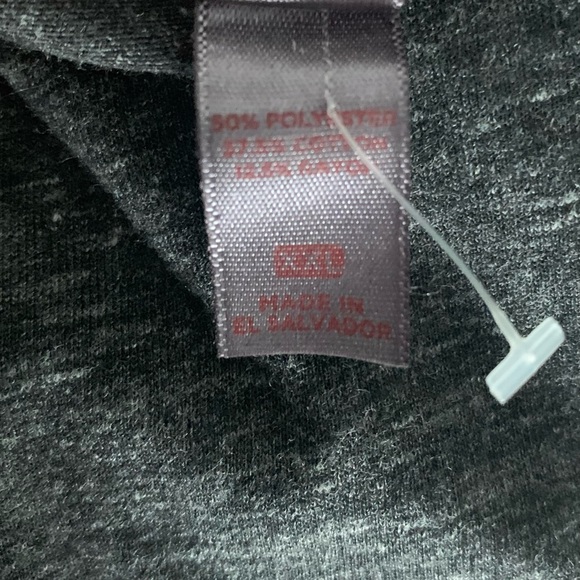 50% POLYESTER
37.5% COTTON
12.5% RAYON
MADE IN
EL SALVADOR